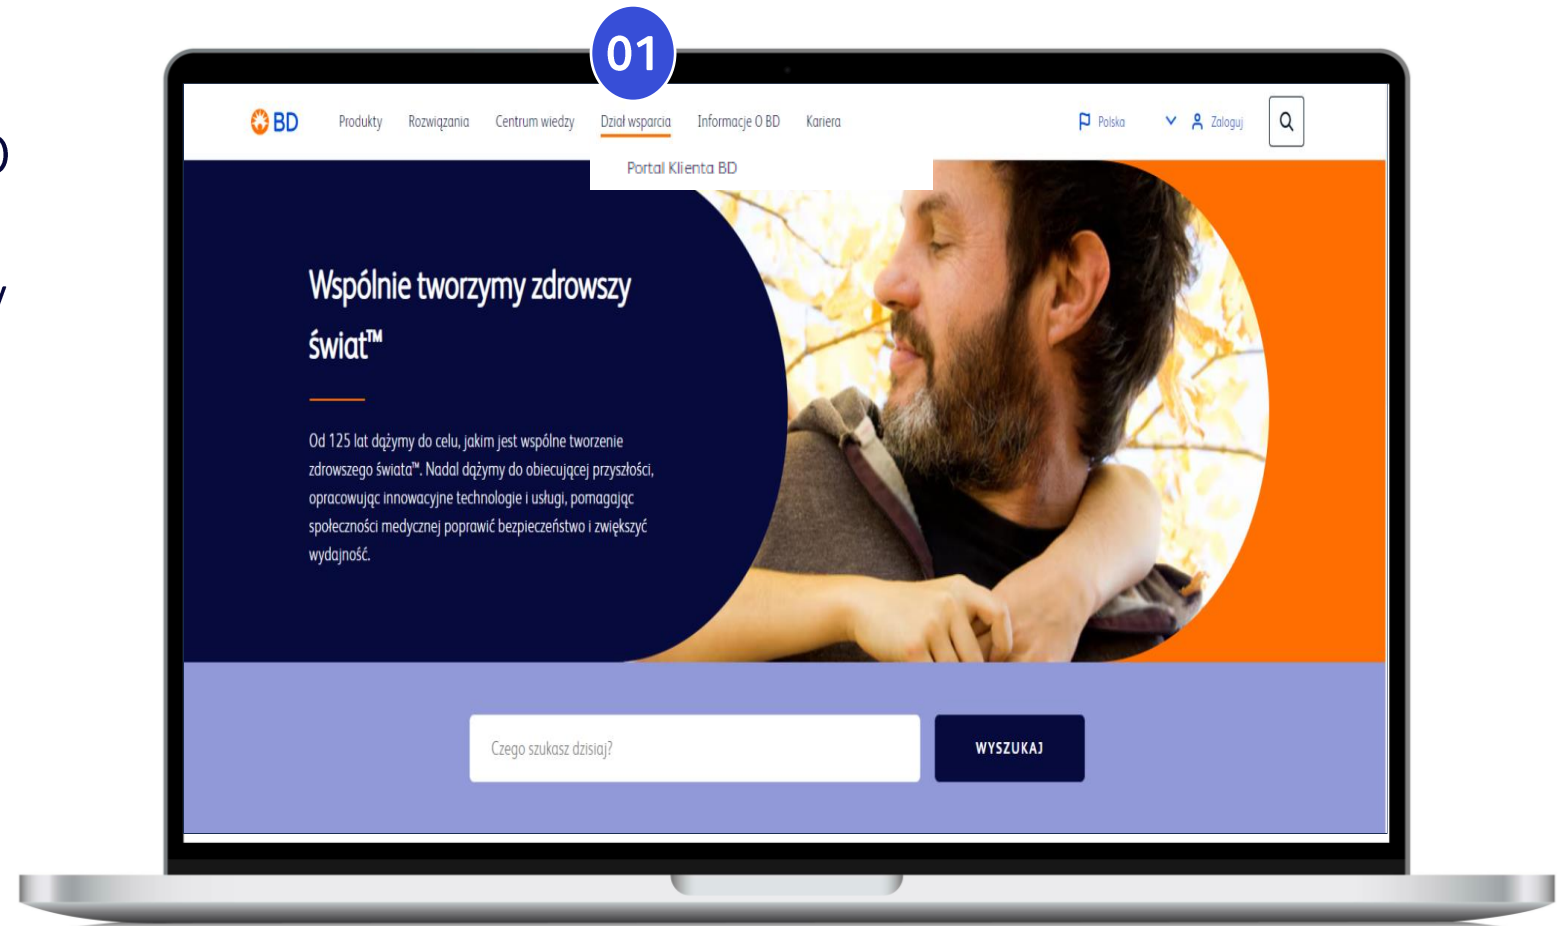 01
BD
Produkty
Rozwiązania
Centrum wiedzy
Dział wsparcia
Informacje O BD
Kariera
Polska
Zaloguj
Portal Klienta BD
Wspólnie tworzymy zdrowszy
świat™
Od 125 lat dążymy do celu, jakim jest wspólne tworzenie
zdrowszego świata™. Nadal dążymy do obiecującej przyszłości,
opracowując innowacyjne technologie i usługi, pomagając
społeczności medycznej poprawić bezpieczeństwo i zwiększyć
wydajność.
Czego szukasz dzisiaj?
WYSZUKAJ